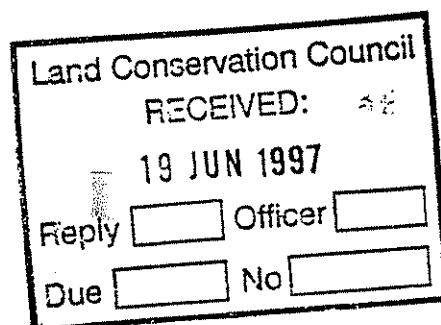 Land Conservation Council
RECEIVED:
19 JUN 1997
Reply Officer
Due No